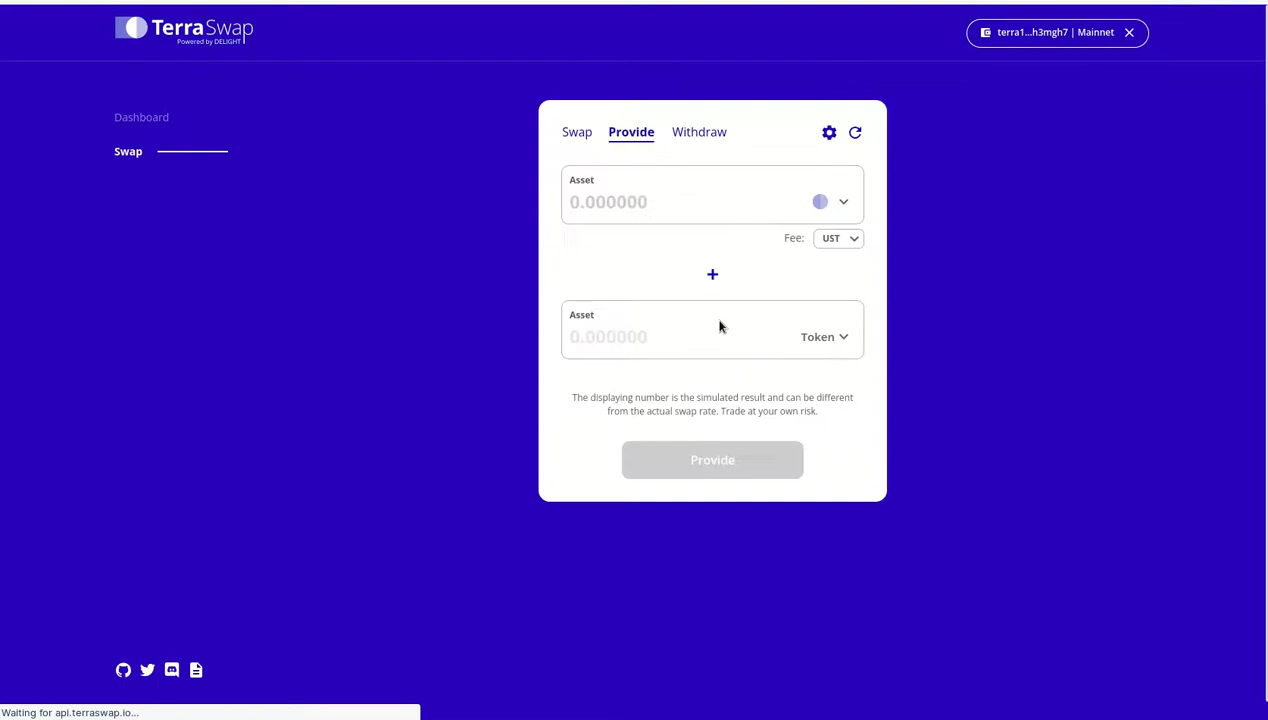 TerraSwap
Powered by DELIGHT
terra1...h3mgh7 | Mainnet
Dashboard
Swap
Swap Provide Withdraw
Asset
0.000000
Fee: UST
+
Asset
0.000000
Token
The displaying number is the simulated result and can be different
from the actual swap rate. Trade at your own risk.
Provide
Waiting for api.terraswap.io...